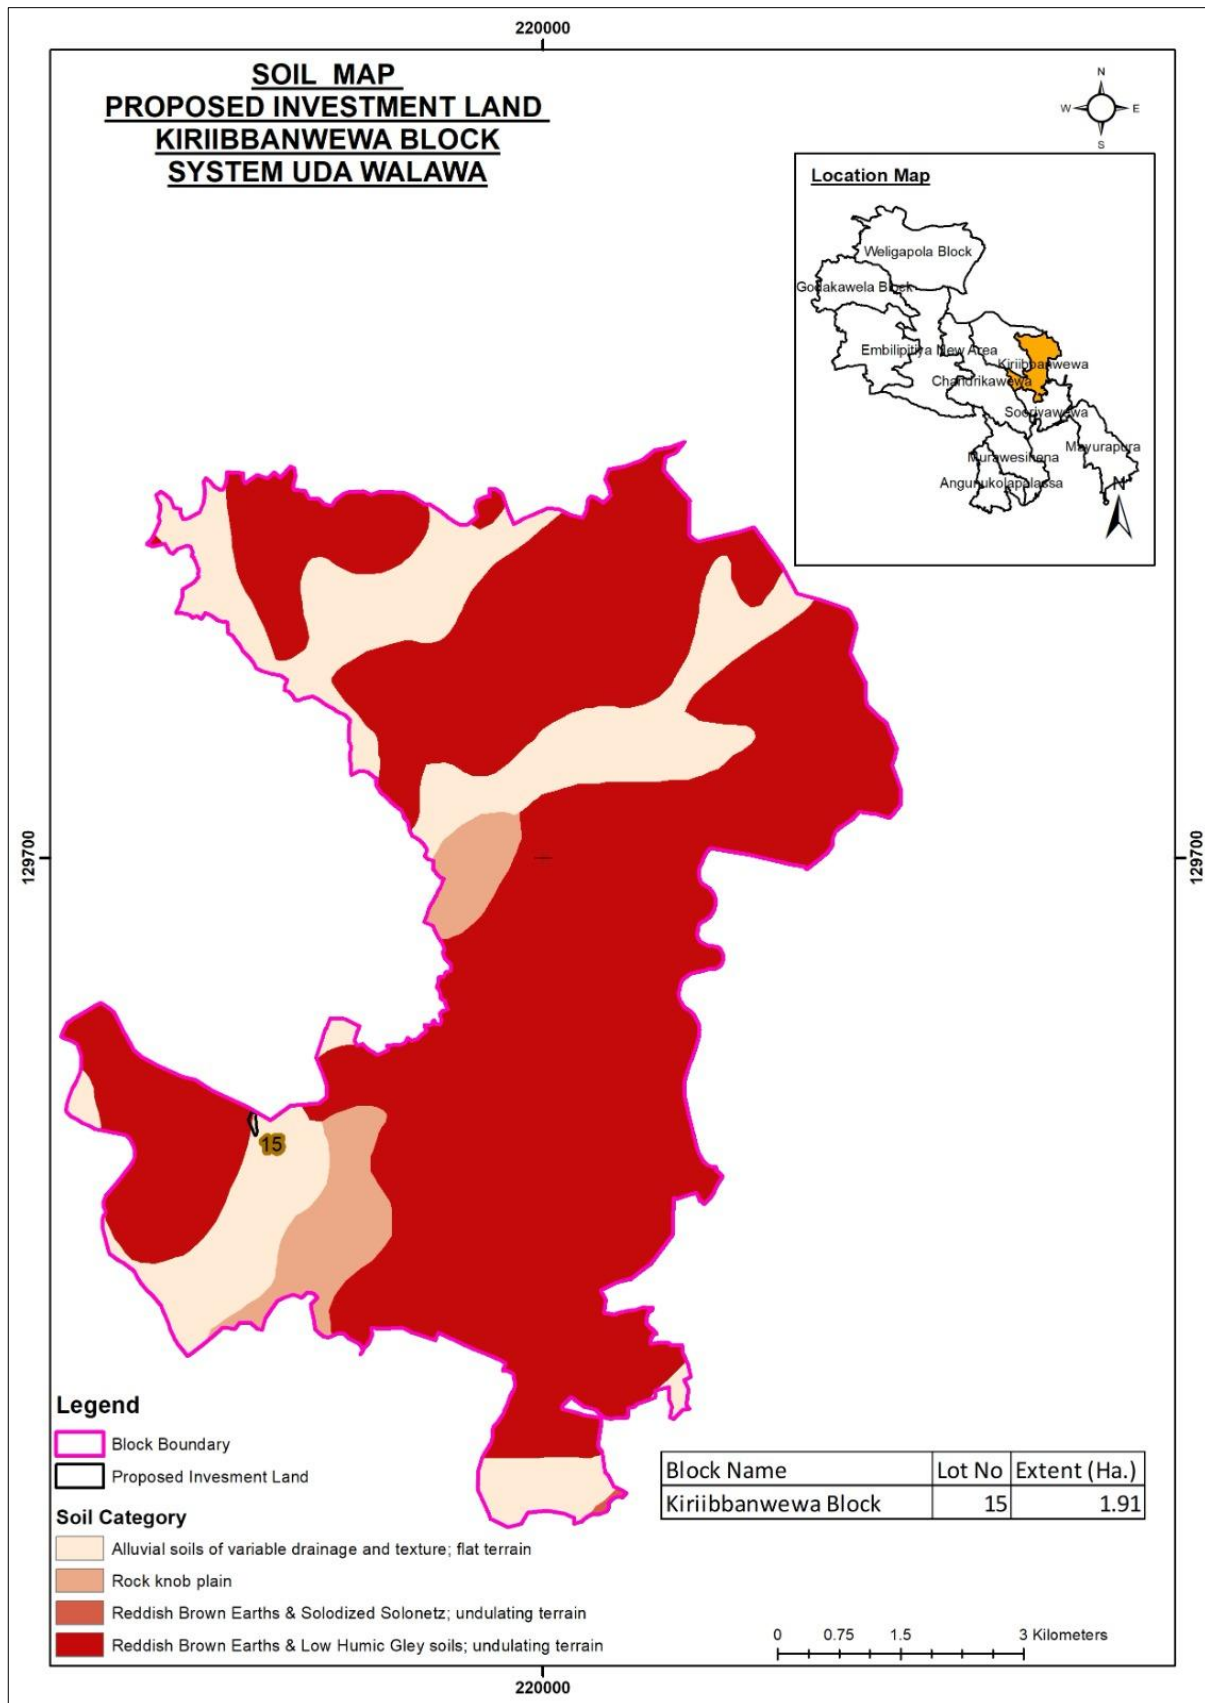 220000
SOIL MAP
PROPOSED INVESTMENT LAND
KIRIIBBANWEWA BLOCK
SYSTEM UDA WALAWA
N
W E
S
Location Map
Weligapola Block
Godakawela Block
Embilipitiya New Area
Kiriibbanwewa
Chandrikawewa
Sooriyawewa
Mayurapura
Murawesihena
Angunukolapalassa
N
129700
129700
15
Legend
Block Boundary
Proposed Invesment Land
Soil Category
Alluvial soils of variable drainage and texture; flat terrain
Rock knob plain
Reddish Brown Earths & Solodized Solonetz; undulating terrain
Reddish Brown Earths & Low Humic Gley soils; undulating terrain
Block Name Lot No Extent (Ha.)
Kiriibbanwewa Block 15 1.91
0 0.75 1.5 3 Kilometers
220000